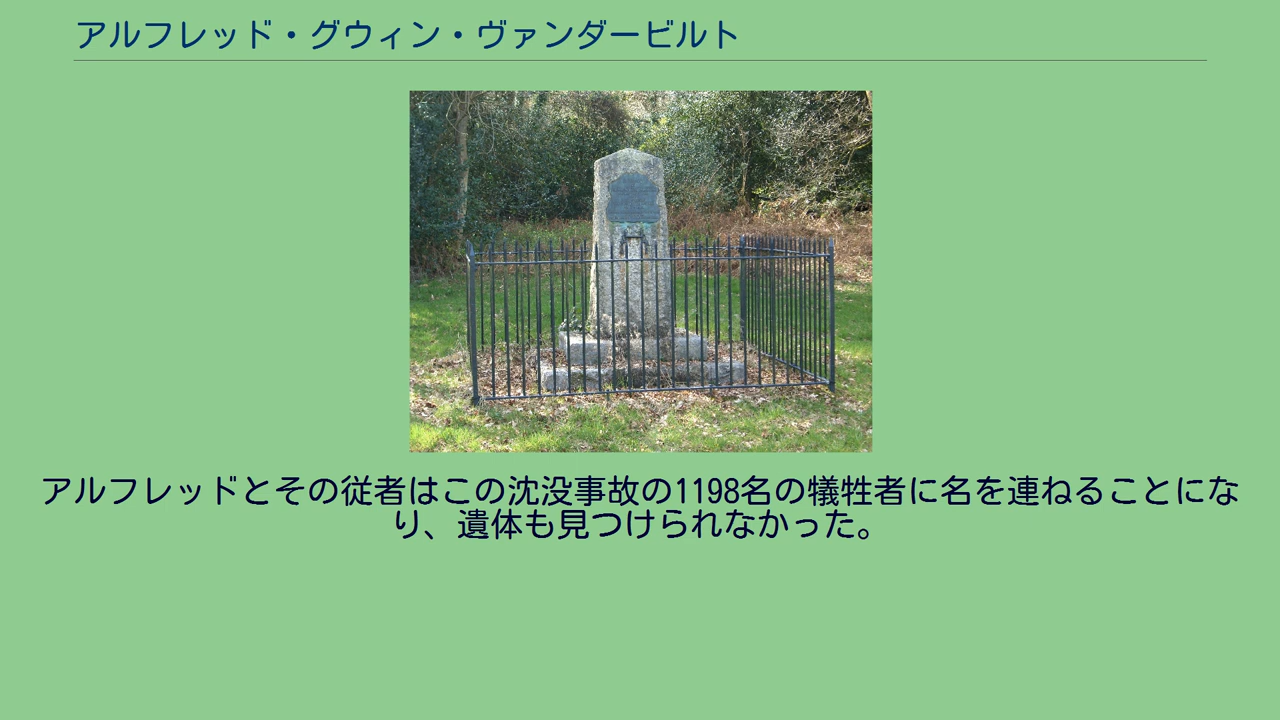 アルフレッド・グウィン・ヴァンダービルト
アルフレッドとその従者はこの沈没事故の1198名の犠牲者に名を連ねることにな
り、遺体も見つけられなかった。